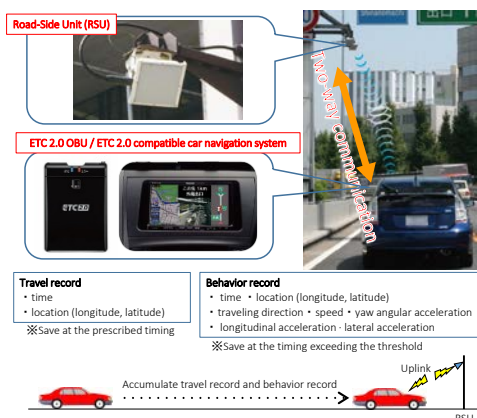 Road-Side Unit (RSU)
Two-way communication
ETC 2.0 OBU / ETC 2.0 compatible car navigation system
ETC2.0
Travel record
・time
・location (longitude, latitude)
※Save at the prescribed timing
Behavior record
・ time ・location (longitude, latitude)
・traveling direction・speed・yaw angular acceleration
・ longitudinal acceleration・lateral acceleration
※Save at the timing exceeding the threshold
Uplink
Accumulate travel record and behavior record
RSU